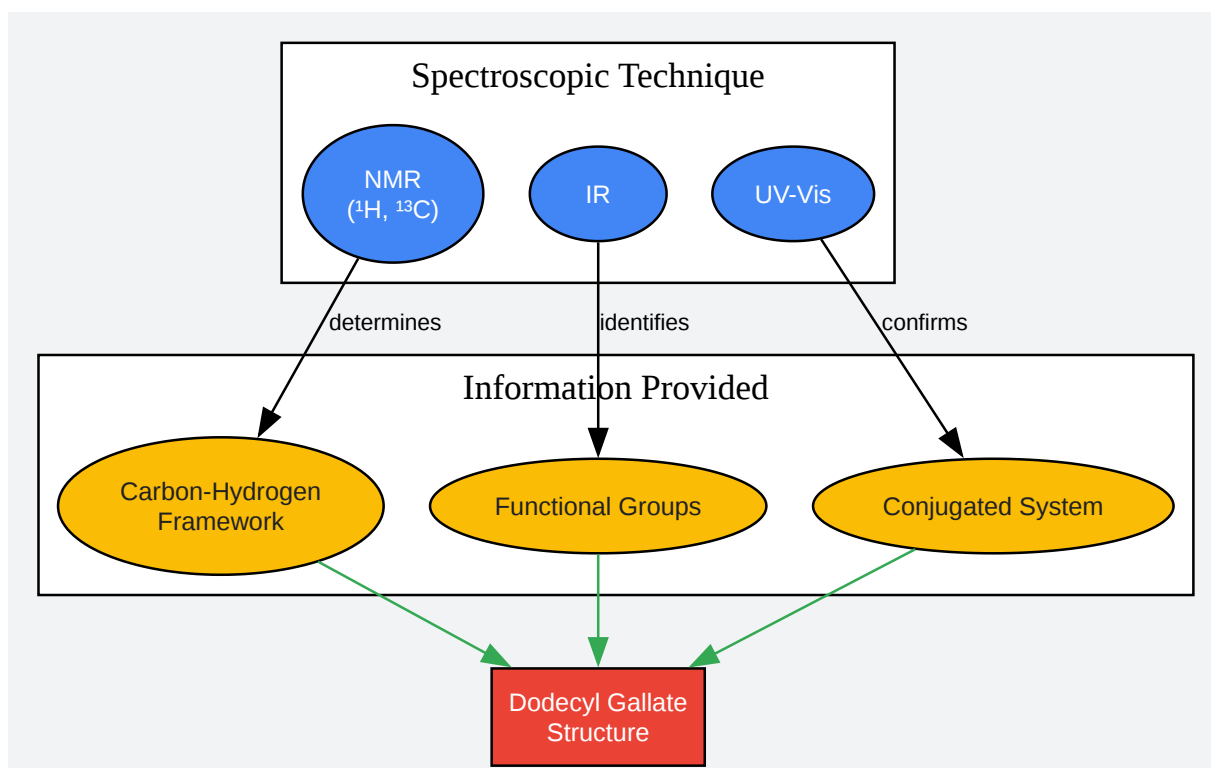 Spectroscopic Technique
NMR
(¹H, ¹³C)
IR
UV-Vis
determines
identifies
confirms
Information Provided
Carbon-Hydrogen
Framework
Functional Groups
Conjugated System
Dodecyl Gallate
Structure